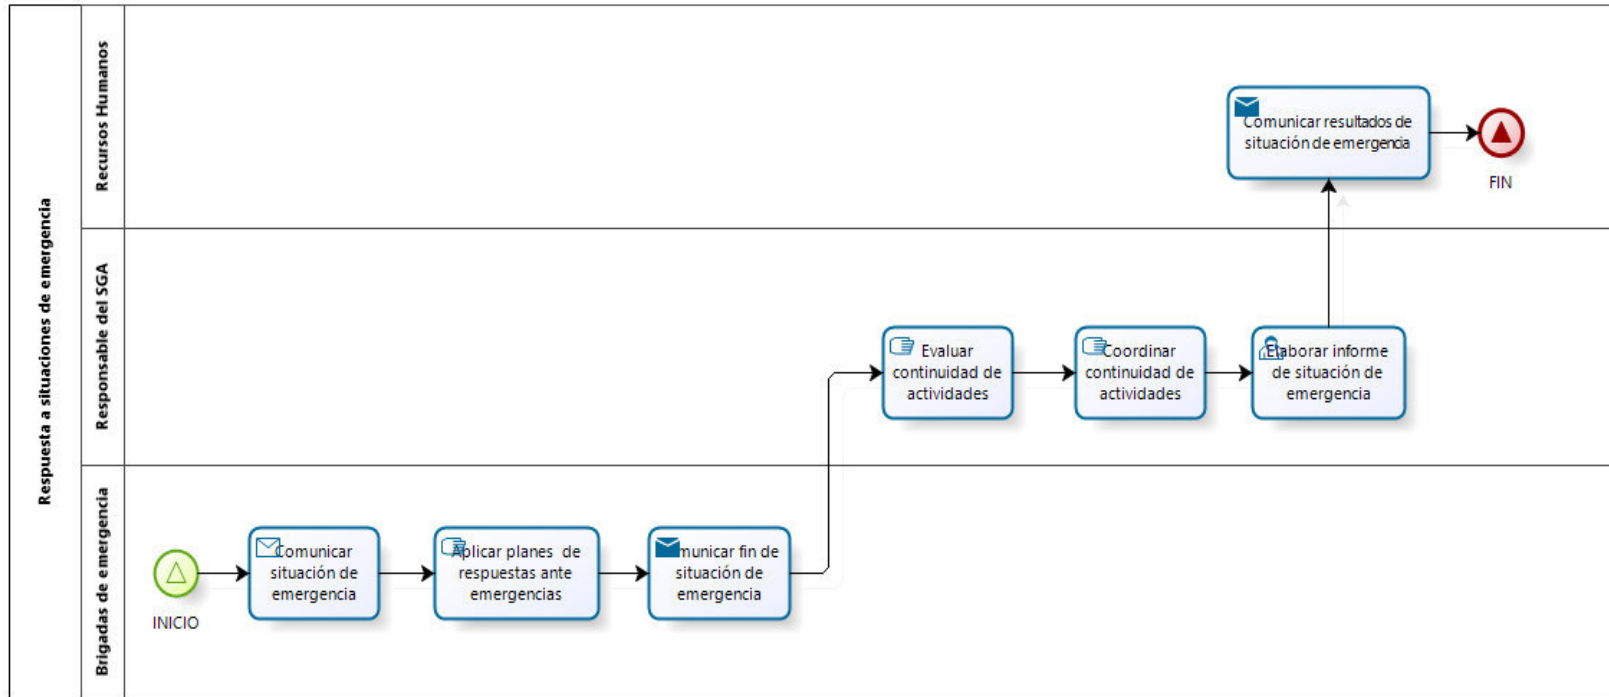 Respuesta a situaciones de emergencia
Recursos Humanos
Comunicar resultados de
situación de emergencia
FIN
Responsable del SGA
Evaluar
continuidad de
actividades
Coordinar
continuidad de
actividades
Elaborar informe
de situación de
emergencia
Brigadas de emergencia
INICIO
Comunicar
situación de
emergencia
Aplicar planes de
respuestas ante
emergencias
Comunicar fin de
situación de
emergencia